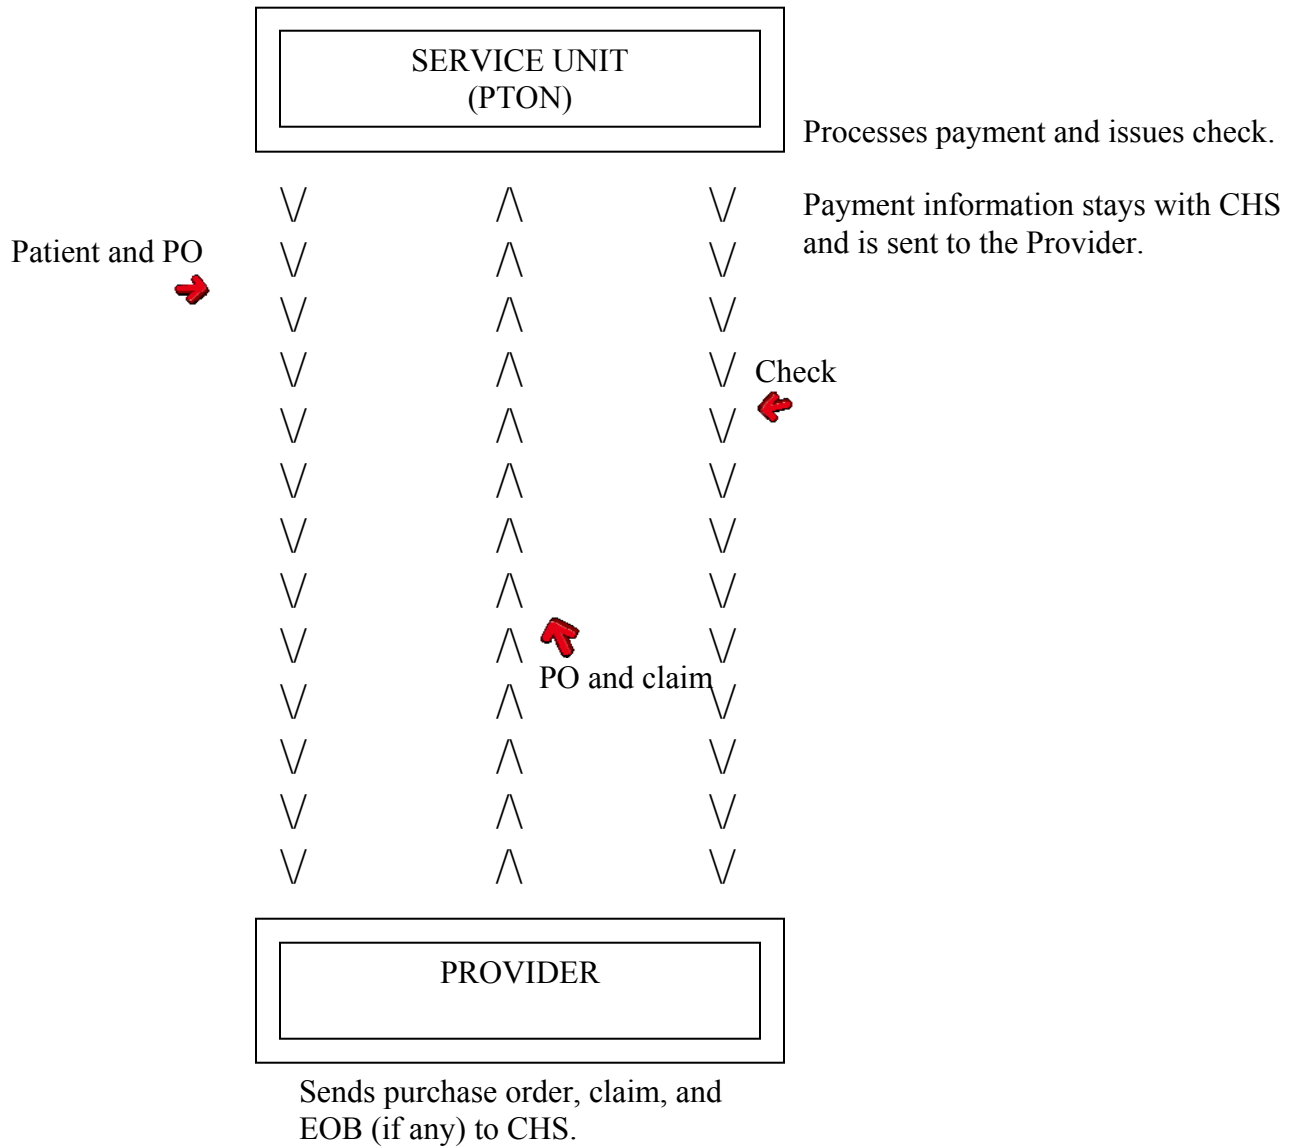 SERVICE UNIT
(PTON)
Processes payment and issues check.
\/ /\ \/
Payment information stays with CHS
and is sent to the Provider.
Patient and PO
\/ /\ \/
\/ /\ \/
\/ /\ \/
Check
\/ /\ \/
\/ /\ \/
\/ /\ \/
\/ /\ \/
\/ /\ \/
PO and claim
\/ /\ \/
\/ /\ \/
\/ /\ \/
\/ /\ \/
PROVIDER
Sends purchase order, claim, and
EOB (if any) to CHS.